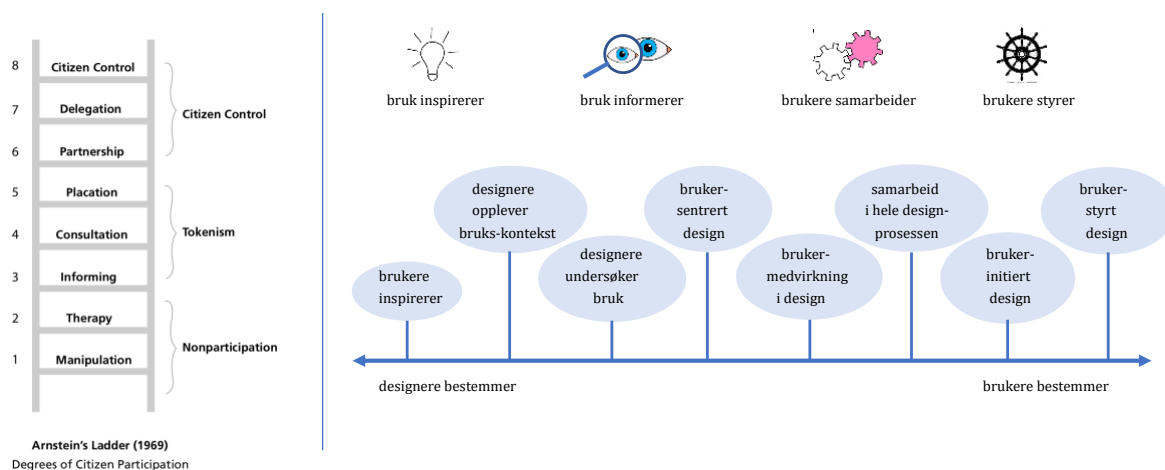 8 Citizen Control
7 Delegation
Citizen Control
6 Partnership
5 Placation
4 Consultation
Tokenism
3 Informing
2 Therapy
Nonparticipation
1 Manipulation
Arnstein's Ladder (1969)
Degrees of Citizen Participation
bruk inspirerer
bruk informerer
brukere samarbeider
brukere styrer
brukere
inspirerer
designere
opplever
bruks-kontekst
designere
undersøker
bruk
bruker-
sentrert
design
bruker-
medvirkning
i design
samarbeid
i hele design-
prosessen
bruker-
initiert
design
bruker-
styrt
design
designere bestemmer
brukere bestemmer